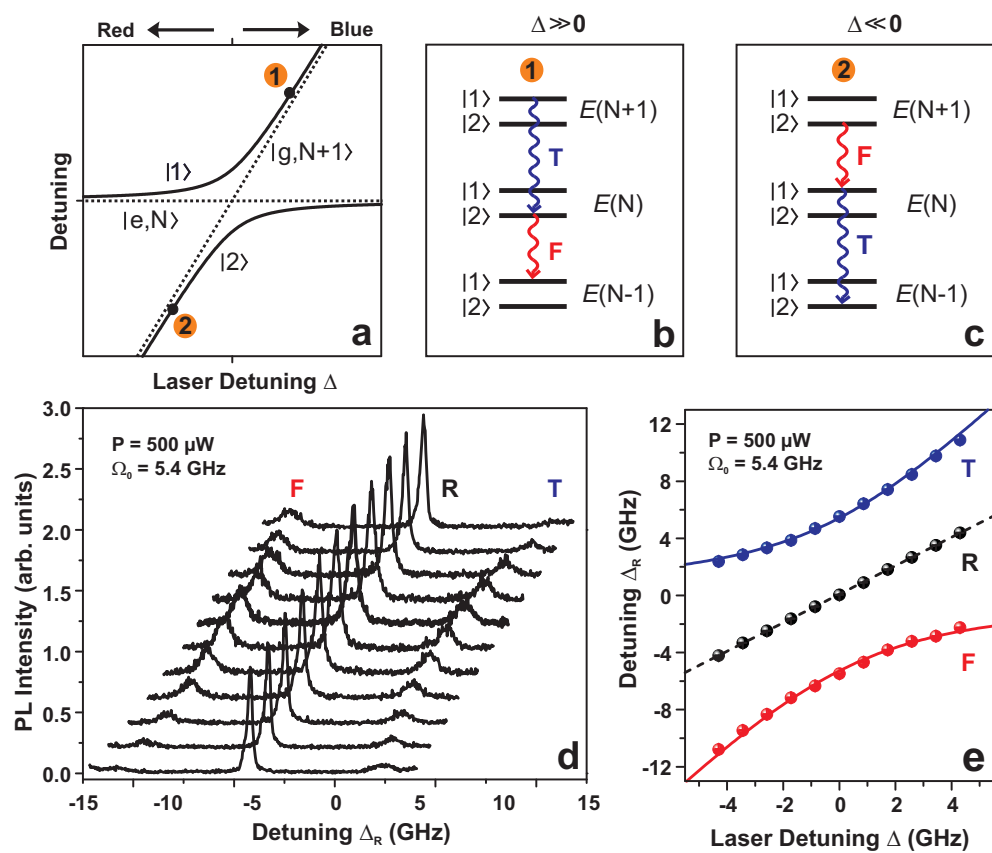 Red Blue
1
|g,N+1⟩
|1⟩
|e,N⟩
|2⟩
2
a
Detuning
Laser Detuning Δ
Δ≫0
1
|1⟩
|2⟩
E(N+1)
T
|1⟩
|2⟩
E(N)
F
|1⟩
|2⟩
E(N-1)
b
Δ≪0
2
|1⟩
|2⟩
E(N+1)
F
|1⟩
|2⟩
E(N)
T
|1⟩
|2⟩
E(N-1)
c
3.0
2.5
2.0
1.5
1.0
0.5
0.0
PL Intensity (arb. units)
P = 500 µW
Ω₀ = 5.4 GHz
F R T
d
-15 -10 -5 0 5 10 15
Detuning Δ_R (GHz)
12
8
4
0
-4
-8
-12
Detuning Δ_R (GHz)
P = 500 µW
Ω₀ = 5.4 GHz
T
R
F
e
-4 -2 0 2 4
Laser Detuning Δ (GHz)